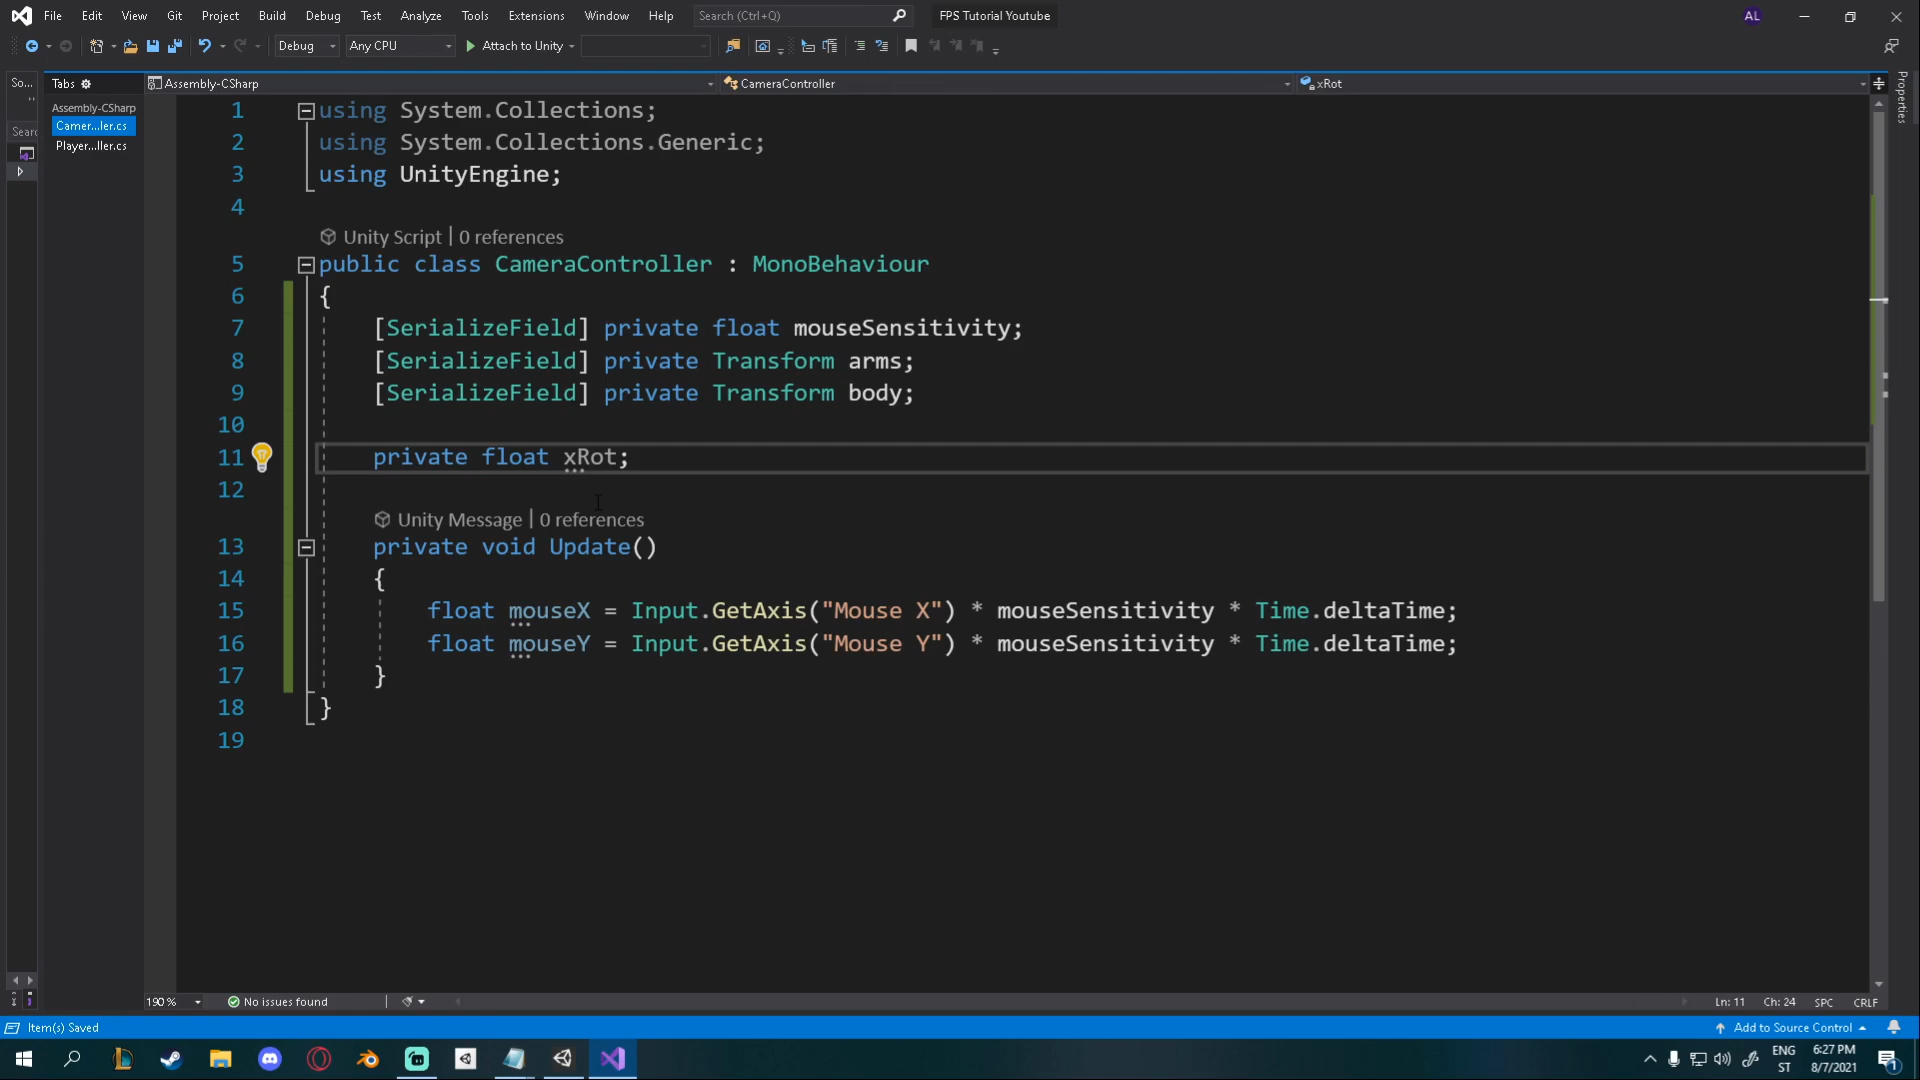 File Edit View Git Project Build Debug Test Analyze Tools Extensions Window Help Search (Ctrl+Q) FPS Tutorial Youtube AL
Debug Any CPU Attach to Unity
So... Tabs Assembly-CSharp CameraController xRot
Assembly-CSharp
Camer...ler.cs
Player...ller.cs
Searc
Properties
1 using System.Collections;
2 using System.Collections.Generic;
3 using UnityEngine;
4
Unity Script | 0 references
5 public class CameraController : MonoBehaviour
6 {
7 [SerializeField] private float mouseSensitivity;
8 [SerializeField] private Transform arms;
9 [SerializeField] private Transform body;
10
11 private float xRot;
12
Unity Message | 0 references
13 private void Update()
14 {
15 float mouseX = Input.GetAxis("Mouse X") * mouseSensitivity * Time.deltaTime;
16 float mouseY = Input.GetAxis("Mouse Y") * mouseSensitivity * Time.deltaTime;
17 }
18 }
19
190 % No issues found Ln: 11 Ch: 24 SPC CRLF
Item(s) Saved Add to Source Control
ENG 6:27 PM
ST 8/7/2021 1